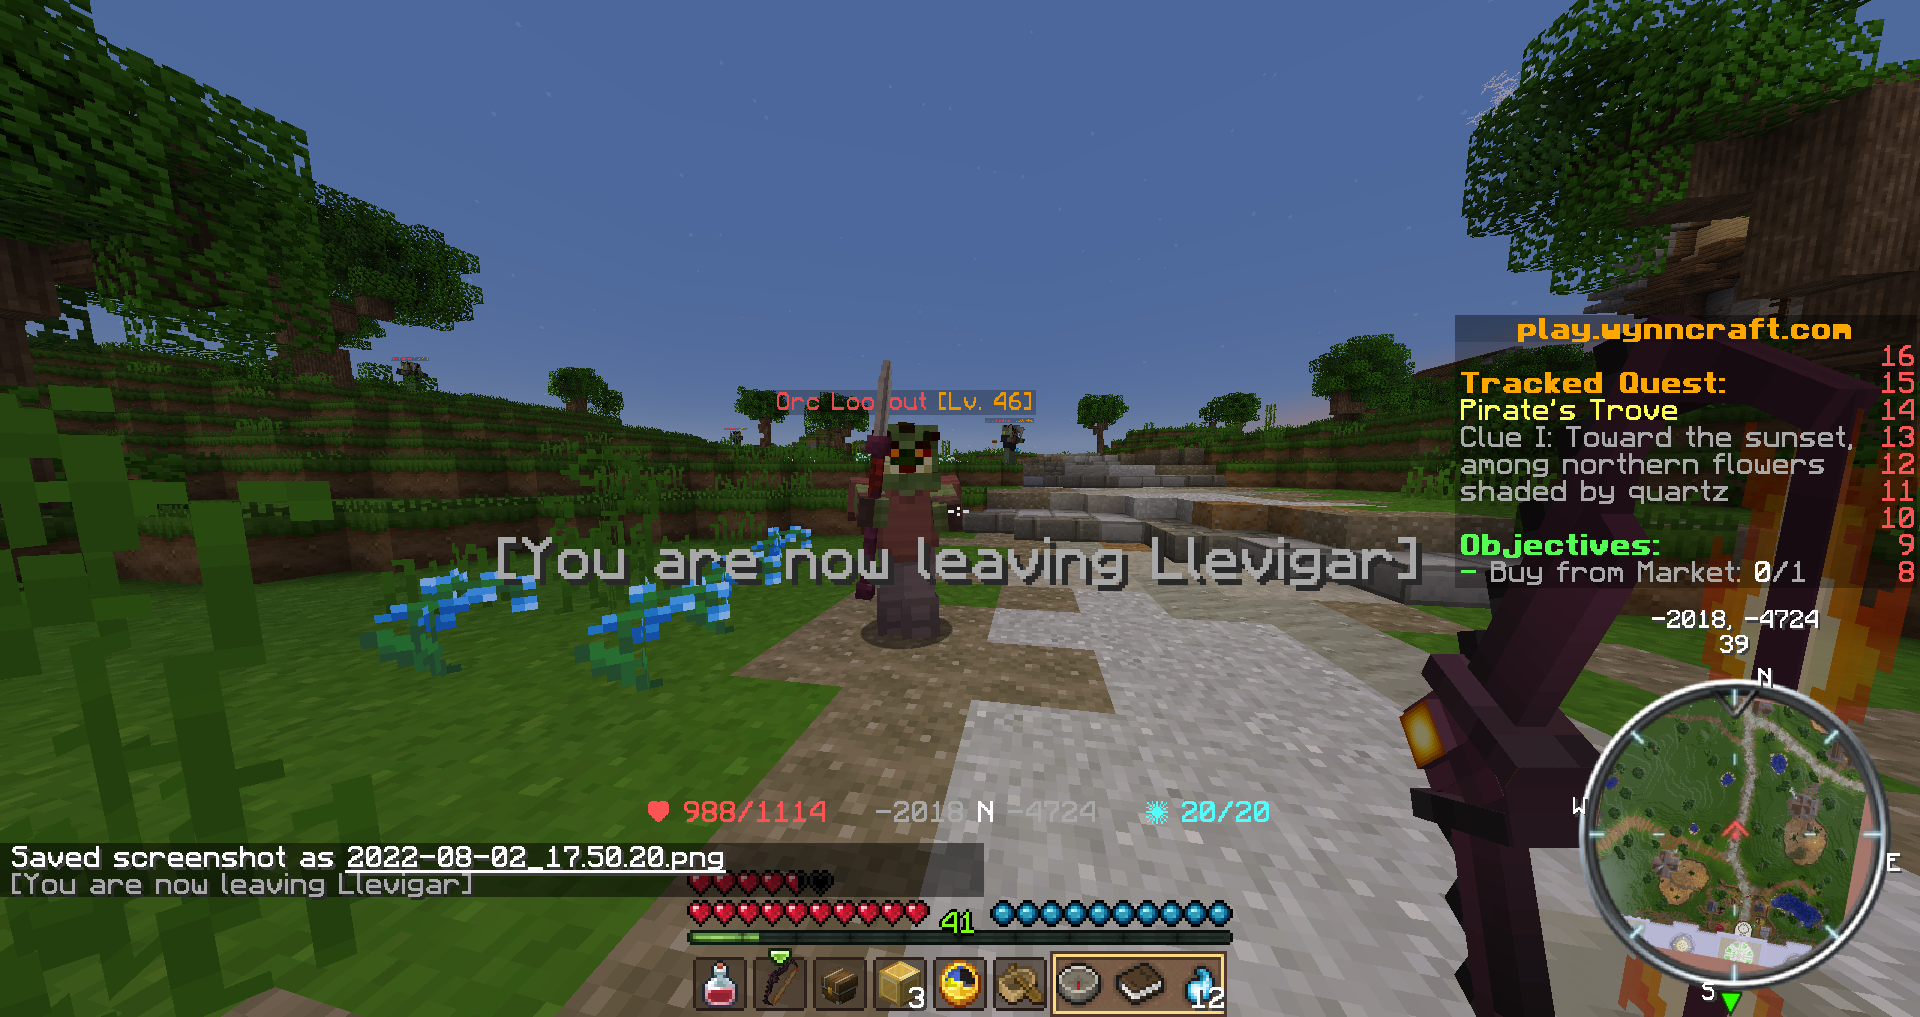 play.wynncraft.com
16
Tracked Quest: 15
Pirate's Trove 14
Clue I: Toward the sunset, 13
among northern flowers 12
shaded by quartz 11
10
Objectives: 9
- Buy from Market: 0/1 8
Orc Lookout [Lv. 46]
[You are now leaving Llevigar]
-2018, -4724
39
N
W
E
S
988/1114 -2018 N -4724 20/20
Saved screenshot as 2022-08-02_17.50.20.png
[You are now leaving Llevigar]
41
3
12